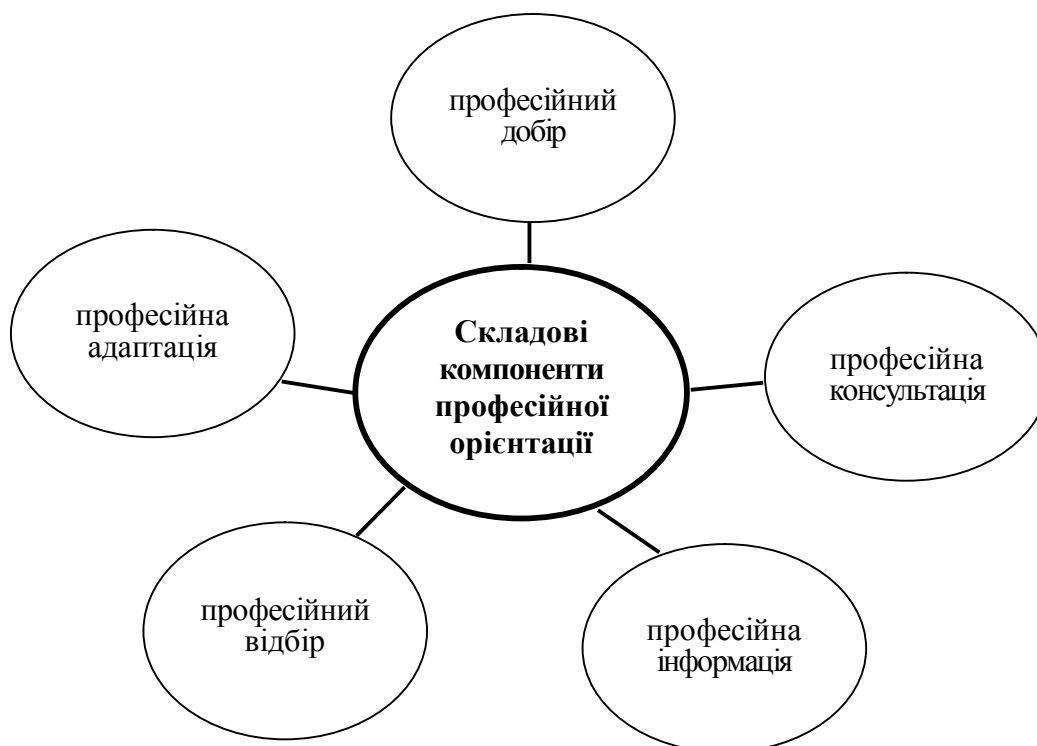 професійний
добір
професійна
адаптація
Складові
компоненти
професійної
орієнтації
професійна
консультація
професійний
відбір
професійна
інформація